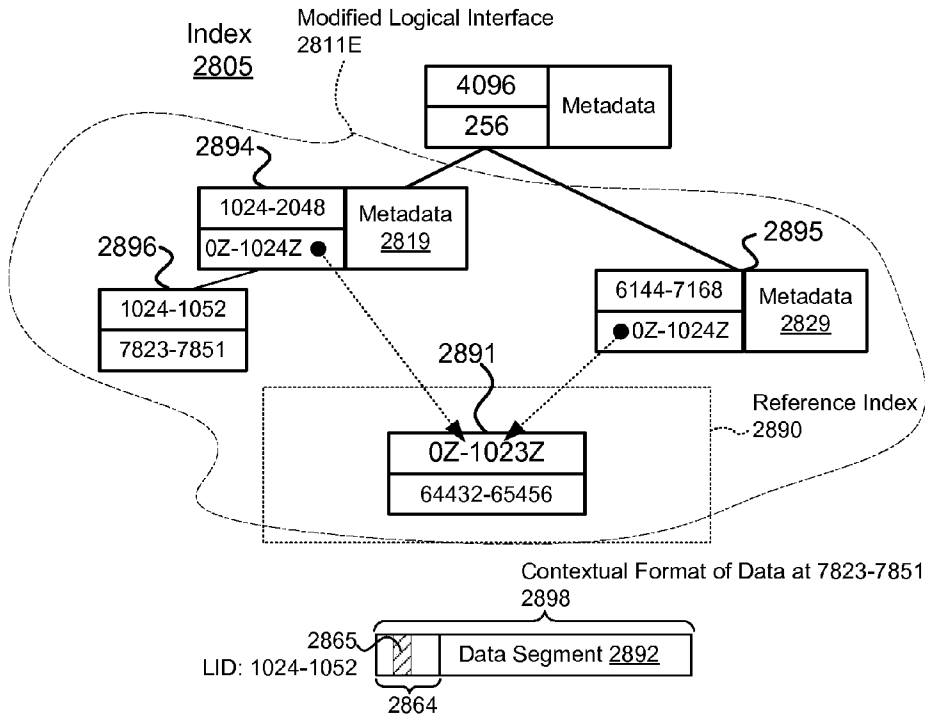 Modified Logical Interface
2811E
Index
2805
4096
256
Metadata
2894
1024-2048
0Z-1024Z
Metadata
2819
2896
1024-1052
7823-7851
2895
6144-7168
0Z-1024Z
Metadata
2829
2891
0Z-1023Z
64432-65456
Reference Index
2890
Contextual Format of Data at 7823-7851
2898
2865
LID: 1024-1052
Data Segment 2892
2864